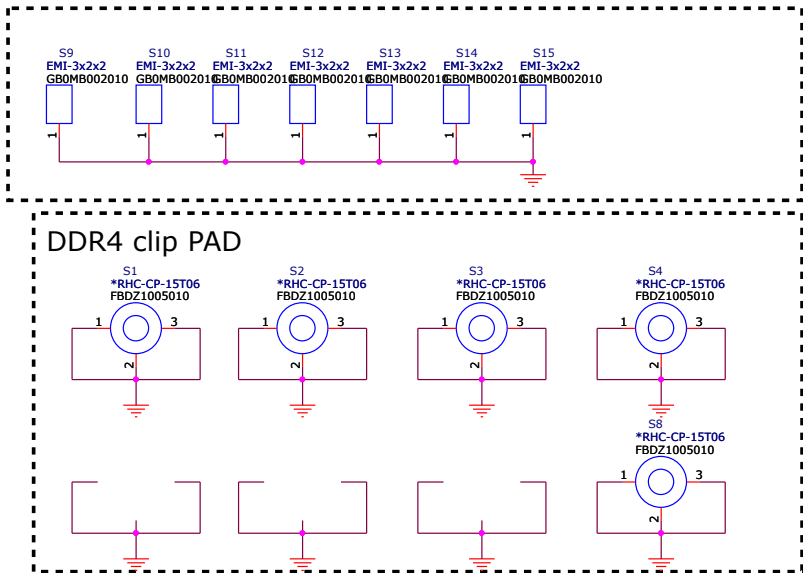 S9 S10 S11 S12 S13 S14 S15
EMI-3x2x2 EMI-3x2x2 EMI-3x2x2 EMI-3x2x2 EMI-3x2x2 EMI-3x2x2 EMI-3x2x2
GB0MB002010 GB0MB002010 GB0MB002010 GB0MB002010 GB0MB002010 GB0MB002010 GB0MB002010
1 1 1 1 1 1 1
DDR4 clip PAD
S1 S2 S3 S4
*RHC-CP-15T06 *RHC-CP-15T06 *RHC-CP-15T06 *RHC-CP-15T06
FBDZ1005010 FBDZ1005010 FBDZ1005010 FBDZ1005010
1 3 1 3 1 3 1 3
2 2 2 2
S8
*RHC-CP-15T06
FBDZ1005010
1 3
2